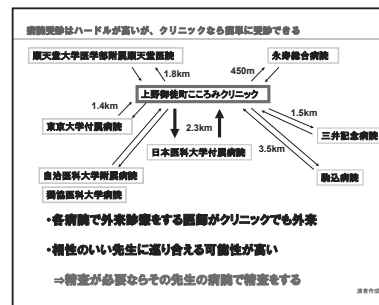 病院受診はハードルが高いが、クリニックなら簡単に受診できる
順天堂大学医学部附属順天堂医院
永寿総合病院
1.8km
450m
上野御徒町こころみクリニック
1.4km
1.5km
東京大学付属病院
2.3km
三井記念病院
日本医科大学付属病院
3.5km
自治医科大学附属病院
駒込病院
獨協医科大学病院
・各病院で外来診療をする医師がクリニックでも外来
・相性のいい先生に巡り合える可能性が高い
⇒精査が必要ならその先生の病院で精査をする
演者作成